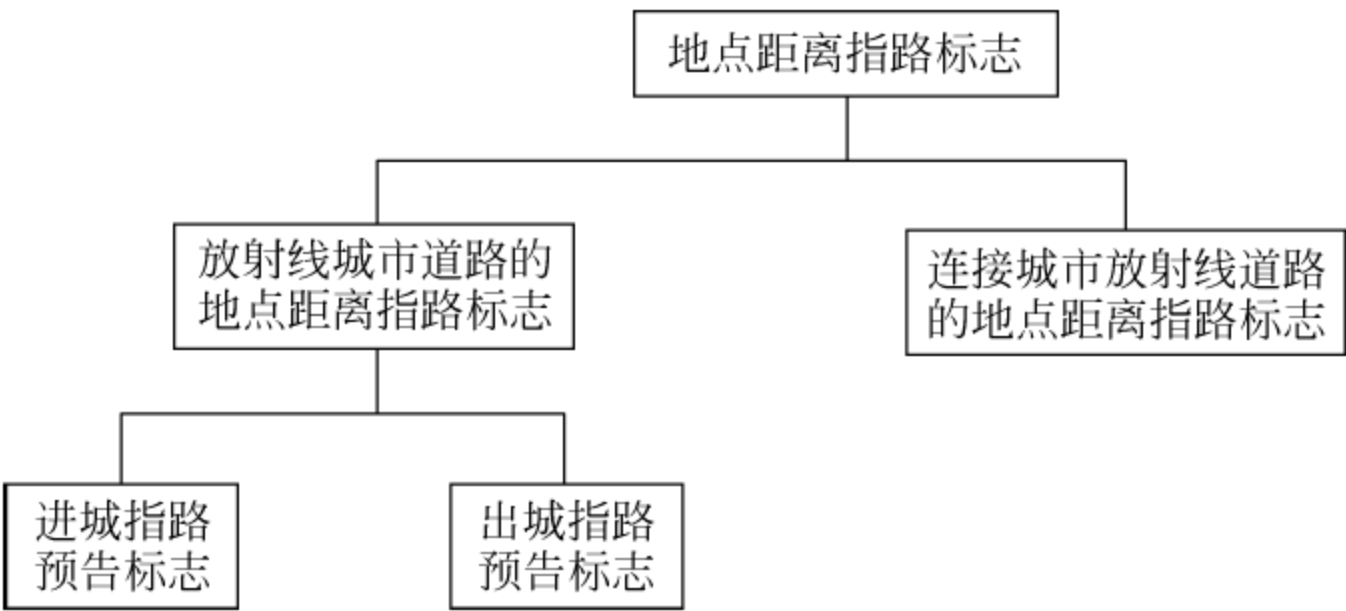 地点距离指路标志
放射线城市道路的
地点距离指路标志
连接城市放射线道路
的地点距离指路标志
进城指路
预告标志
出城指路
预告标志